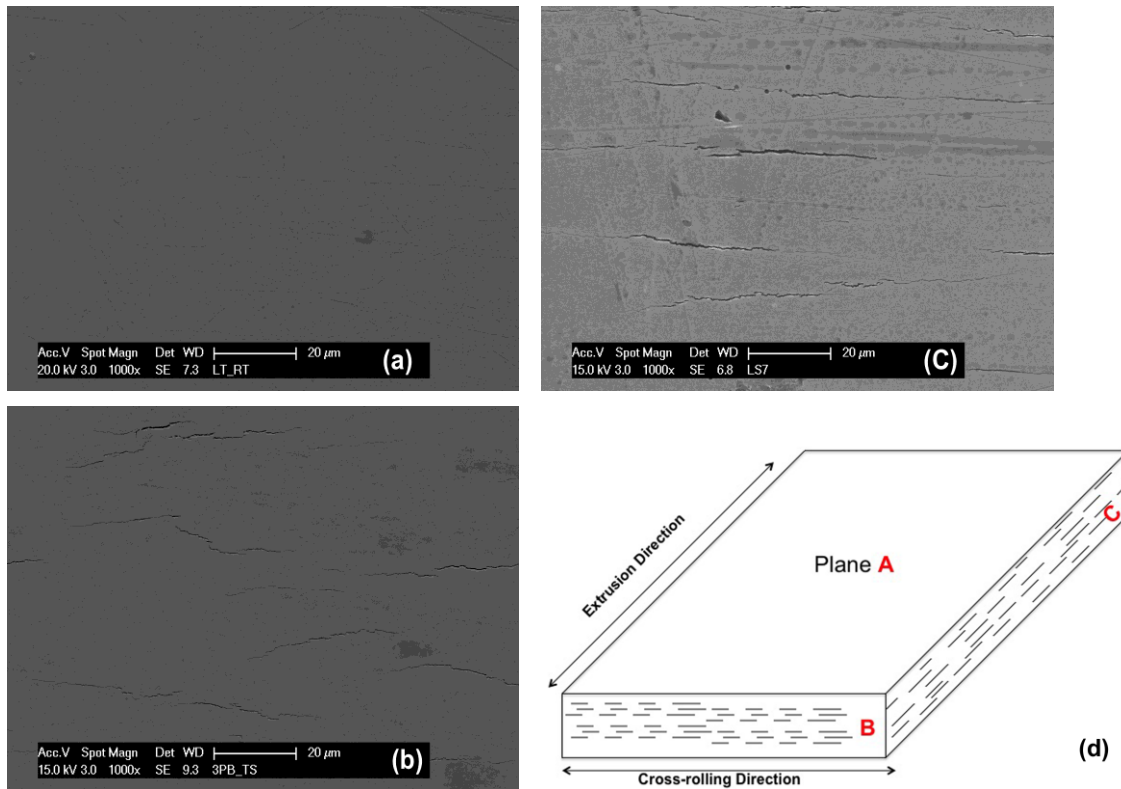 Acc.V Spot Magn Det WD 20 µm
20.0 kV 3.0 1000x SE 7.3 LT_RT
(a)
Acc.V Spot Magn Det WD 20 µm
15.0 kV 3.0 1000x SE 6.8 LS7
(C)
Acc.V Spot Magn Det WD 20 µm
15.0 kV 3.0 1000x SE 9.3 3PB_TS
(b)
Extrusion Direction
Plane A
C
B
Cross-rolling Direction
(d)